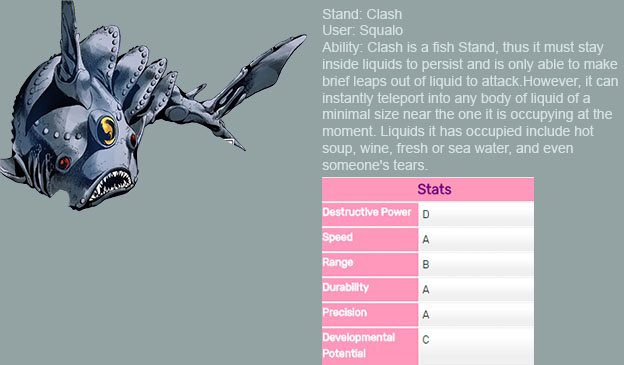 Stand: Clash
User: Squalo
Ability: Clash is a fish Stand, thus it must stay
inside liquids to persist and is only able to make
brief leaps out of liquid to attack.However, it can
instantly teleport into any body of liquid of a
minimal size near the one it is occupying at the
moment. Liquids it has occupied include hot
soup, wine, fresh or sea water, and even
someone's tears.
Stats
Destructive Power D
Speed A
Range B
Durability A
Precision A
Developmental C
Potential